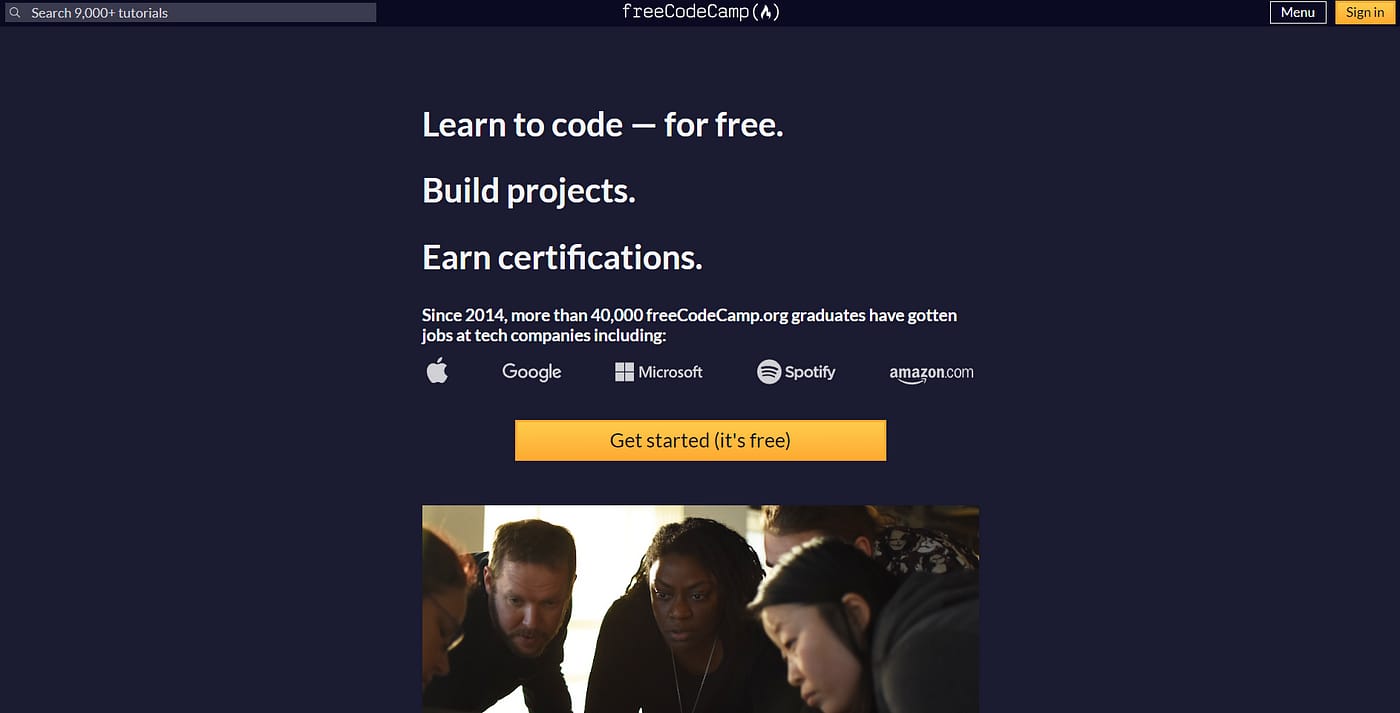 Search 9,000+ tutorials
freeCodeCamp
Menu
Sign in
Learn to code — for free.
Build projects.
Earn certifications.
Since 2014, more than 40,000 freeCodeCamp.org graduates have gotten
jobs at tech companies including:
Google
Microsoft
Spotify
amazon.com
Get started (it's free)